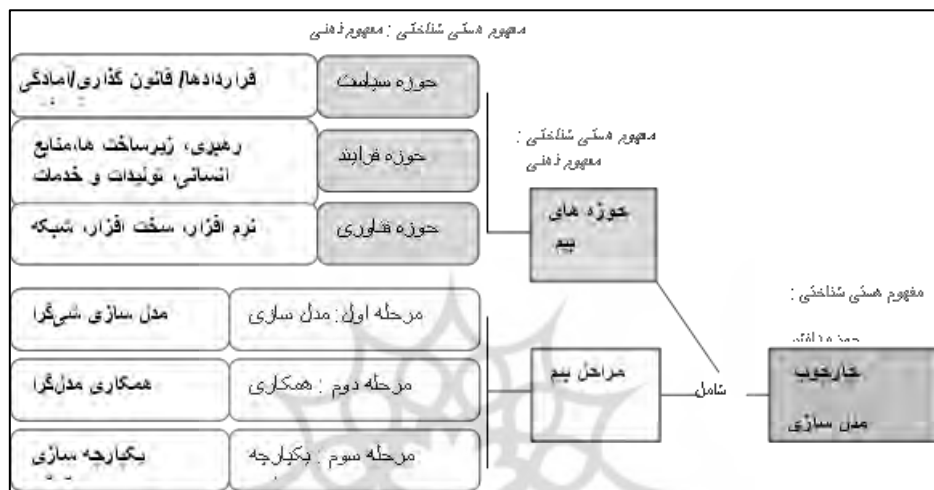 مفهوم هستی شناختی : مفهوم ذهنی
حوزه سیاست
قراردادها/ قانون گذاری/آمادگی
حوزه فرایند
رهبری، زیرساخت ها،منابع
انسانی، تولیدات و خدمات
حوزه فناوری
نرم افزار، سخت افزار، شبکه
مفهوم هستی شناختی :
مفهوم ذهنی
حوزه های
بیم
مفهوم هستی شناختی :
چارچوب
مدل سازی
شامل
مراحل بیم
مرحله اول: مدل سازی
مدل سازی شی‌گرا
مرحله دوم : همکاری
همکاری مدل‌گرا
مرحله سوم : یکپارچه
یکپارچه سازی